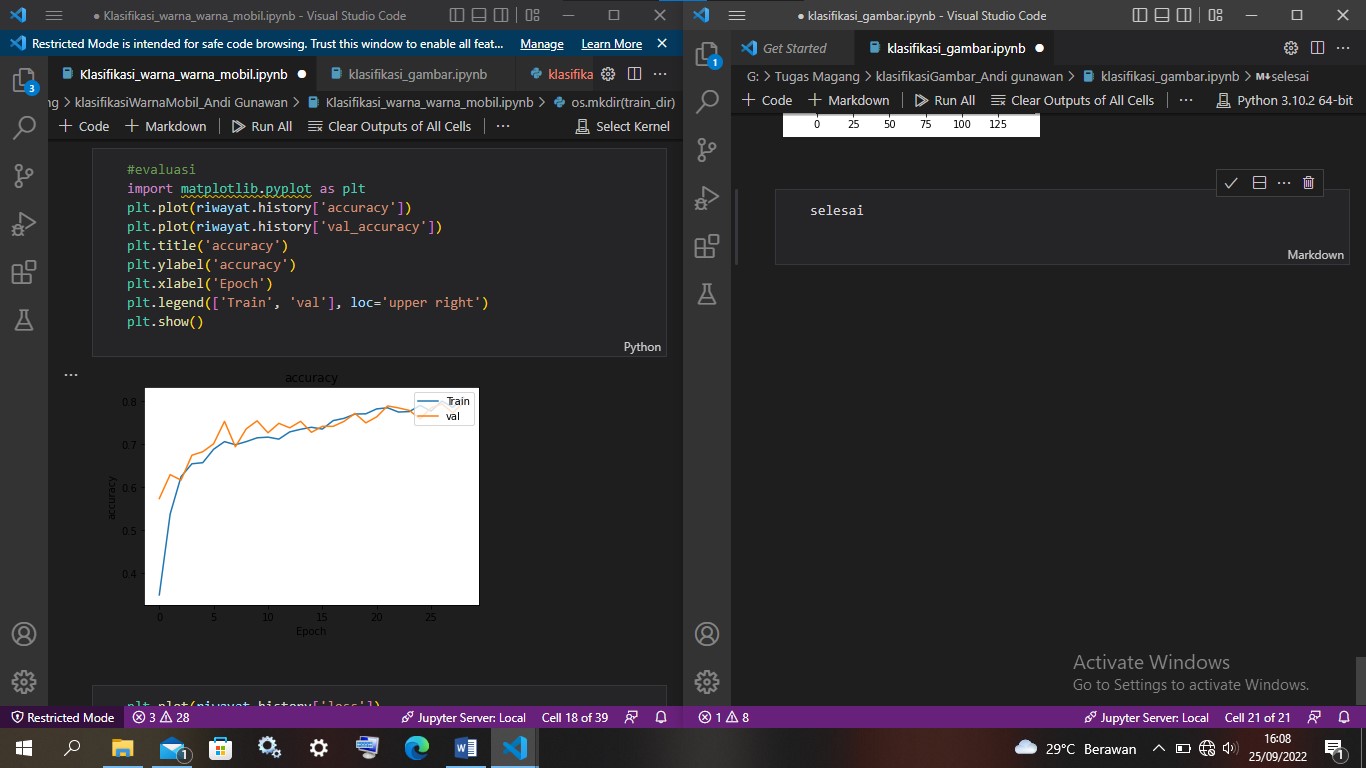 ● Klasifikasi_warna_warna_mobil.ipynb - Visual Studio Code
Restricted Mode is intended for safe code browsing. Trust this window to enable all feat...
Manage
Learn More
Klasifikasi_warna_warna_mobil.ipynb ●
klasifikasi_gambar.ipynb
klasifika
ng > klasifikasiWarnaMobil_Andi Gunawan > Klasifikasi_warna_warna_mobil.ipynb > os.mkdir(train_dir)
+ Code + Markdown Run All Clear Outputs of All Cells ... Select Kernel
3
#evaluasi
import matplotlib.pyplot as plt
plt.plot(riwayat.history['accuracy'])
plt.plot(riwayat.history['val_accuracy'])
plt.title('accuracy')
plt.ylabel('accuracy')
plt.xlabel('Epoch')
plt.legend(['Train', 'val'], loc='upper right')
plt.show()
Python
...
accuracy
Train
val
0.8
0.7
0.6
0.5
0.4
accuracy
0 5 10 15 20 25
Epoch
plt.plot(riwayat.history['loss'])
Restricted Mode 3 28 Jupyter Server: Local Cell 18 of 39
● klasifikasi_gambar.ipynb - Visual Studio Code
Get Started
klasifikasi_gambar.ipynb ●
G: > Tugas Magang > klasifikasiGambar_Andi gunawan > klasifikasi_gambar.ipynb > M↓selesai
+ Code + Markdown Run All Clear Outputs of All Cells ... Python 3.10.2 64-bit
1
0 25 50 75 100 125
selesai
Markdown
Activate Windows
Go to Settings to activate Windows.
1 8 Jupyter Server: Local Cell 21 of 21
1
29°C Berawan
16:08
25/09/2022
1